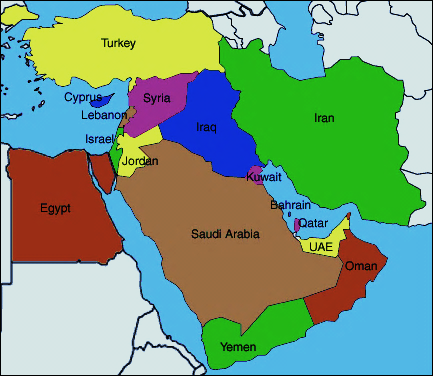 Turkey
Cyprus
Syria
Lebanon
Iran
Iraq
Israel
Jordan
Kuwait
Bahrain
Egypt
Qatar
Saudi Arabia
UAE
Oman
Yemen